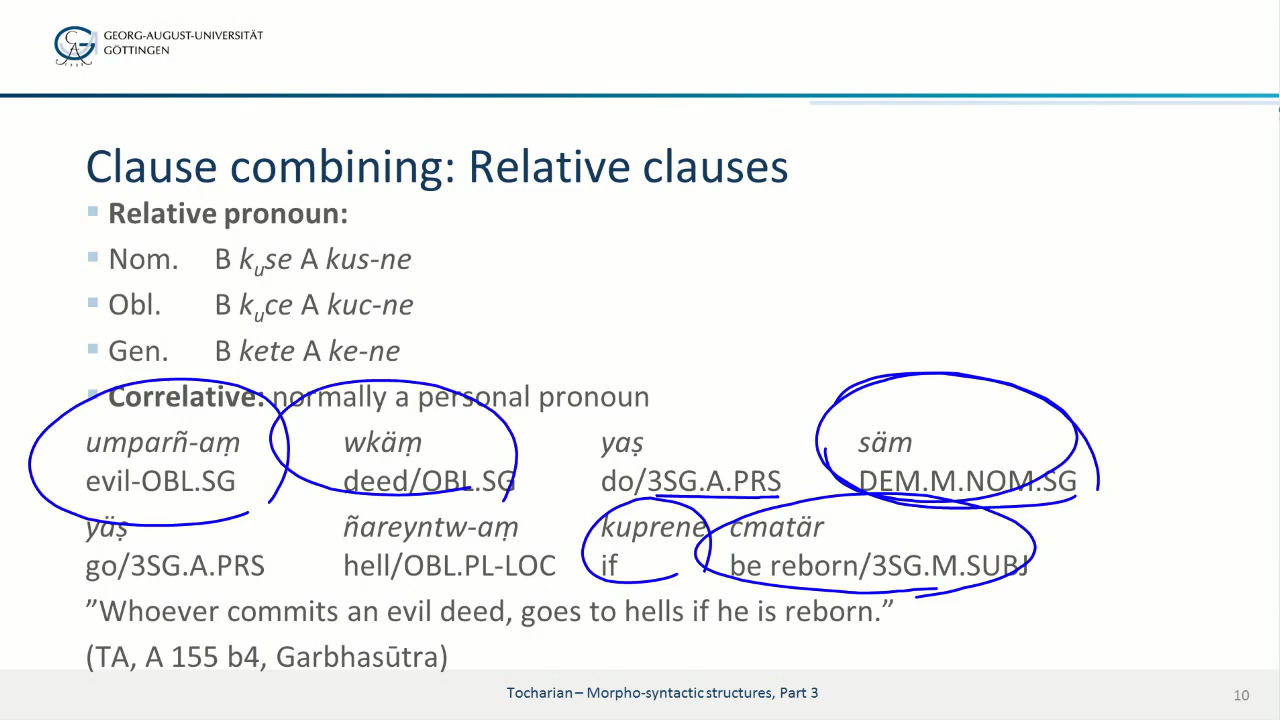 GEORG-AUGUST-UNIVERSITÄT
GÖTTINGEN
Clause combining: Relative clauses
Relative pronoun:
Nom. B kᵤse A kus-ne
Obl. B kᵤce A kuc-ne
Gen. B kete A ke-ne
Correlative: normally a personal pronoun
umparñ-aṃ wkäṃ yaṣ säm
evil-OBL.SG deed/OBL.SG do/3SG.A.PRS DEM.M.NOM.SG
yäṣ ñareyntw-aṃ kuprene cmatär
go/3SG.A.PRS hell/OBL.PL-LOC if be reborn/3SG.M.SUBJ
”Whoever commits an evil deed, goes to hells if he is reborn.”
(TA, A 155 b4, Garbhasūtra)
Tocharian – Morpho-syntactic structures, Part 3
10